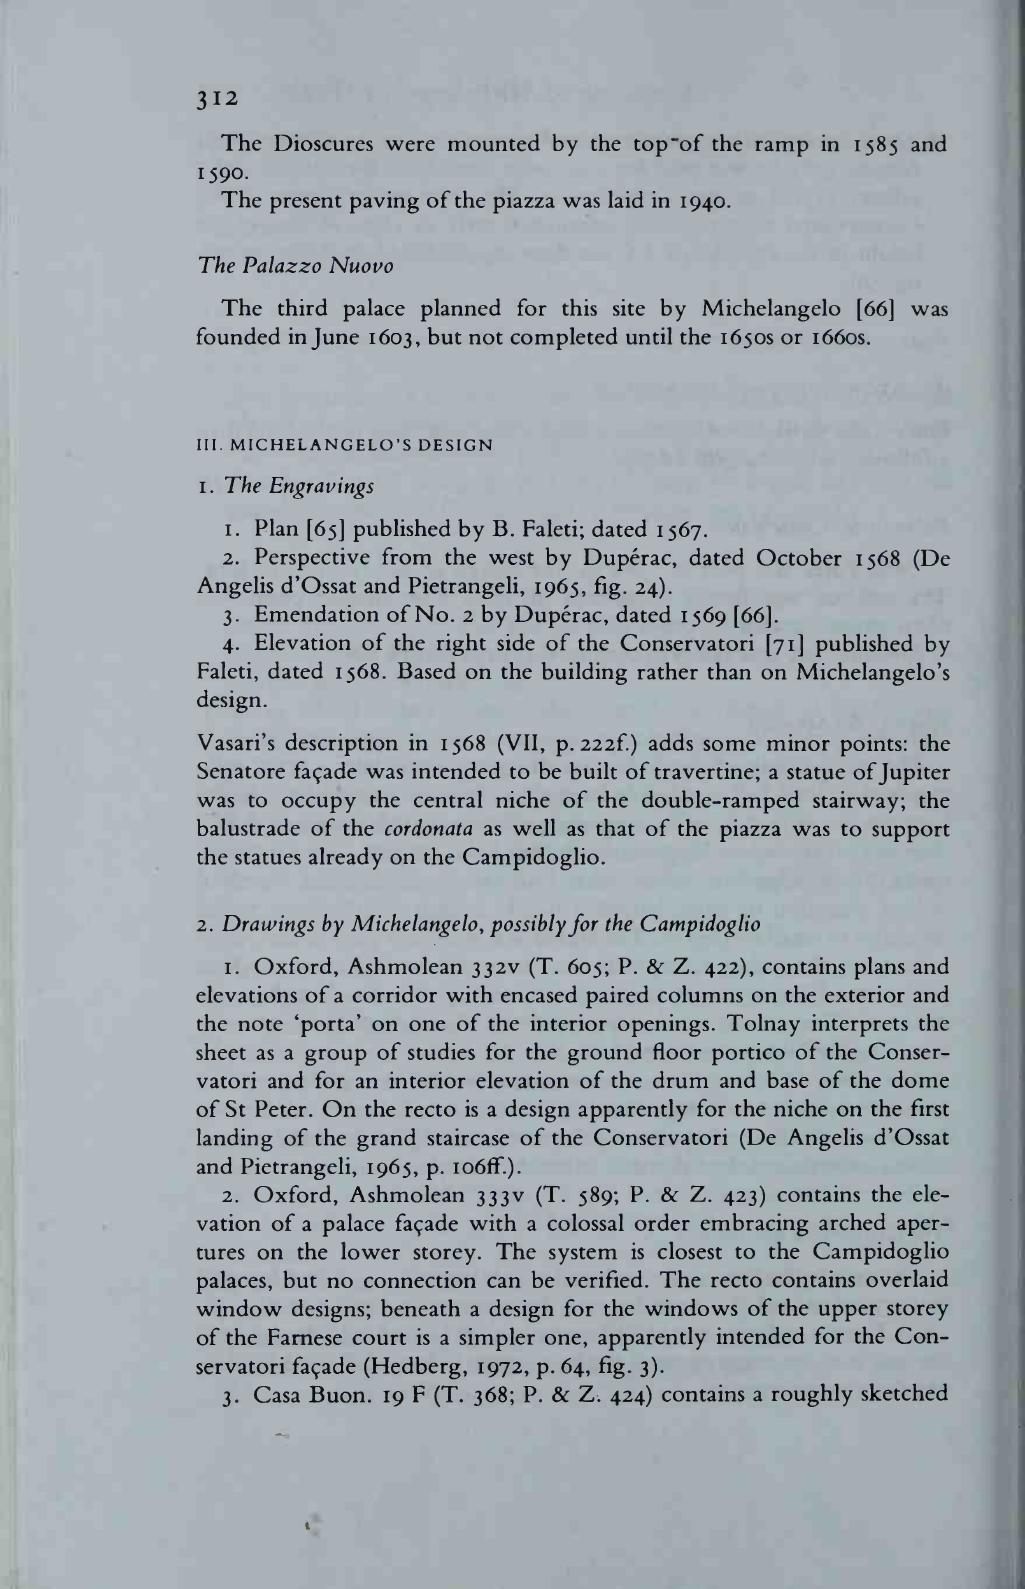 312
The Dioscures were mounted by the top of the ramp in 1585 and
1590.
The present paving of the piazza was laid in 1940.
The Palazzo Nuovo
The third palace planned for this site by Michelangelo [66] was
founded in June 1603, but not completed until the 1650s or 1660s.
III. MICHELANGELO'S DESIGN
1. The Engravings
1. Plan [65] published by B. Faleti; dated 1567.
2. Perspective from the west by Dupérac, dated October 1568 (De
Angelis d'Ossat and Pietrangeli, 1965, fig. 24).
3. Emendation of No. 2 by Dupérac, dated 1569 [66].
4. Elevation of the right side of the Conservatori [71] published by
Faleti, dated 1568. Based on the building rather than on Michelangelo's
design.
Vasari's description in 1568 (VII, p. 222f.) adds some minor points: the
Senatore façade was intended to be built of travertine; a statue of Jupiter
was to occupy the central niche of the double-ramped stairway; the
balustrade of the cordonata as well as that of the piazza was to support
the statues already on the Campidoglio.
2. Drawings by Michelangelo, possibly for the Campidoglio
1. Oxford, Ashmolean 332v (T. 605; P. & Z. 422), contains plans and
elevations of a corridor with encased paired columns on the exterior and
the note ‘porta’ on one of the interior openings. Tolnay interprets the
sheet as a group of studies for the ground floor portico of the Conser-
vatori and for an interior elevation of the drum and base of the dome
of St Peter. On the recto is a design apparently for the niche on the first
landing of the grand staircase of the Conservatori (De Angelis d'Ossat
and Pietrangeli, 1965, p. 106ff.).
2. Oxford, Ashmolean 333v (T. 589; P. & Z. 423) contains the ele-
vation of a palace façade with a colossal order embracing arched aper-
tures on the lower storey. The system is closest to the Campidoglio
palaces, but no connection can be verified. The recto contains overlaid
window designs; beneath a design for the windows of the upper storey
of the Farnese court is a simpler one, apparently intended for the Con-
servatori façade (Hedberg, 1972, p. 64, fig. 3).
3. Casa Buon. 19 F (T. 368; P. & Z. 424) contains a roughly sketched